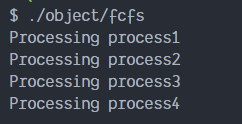 $ ./object/fcfs
Processing process1
Processing process2
Processing process3
Processing process4